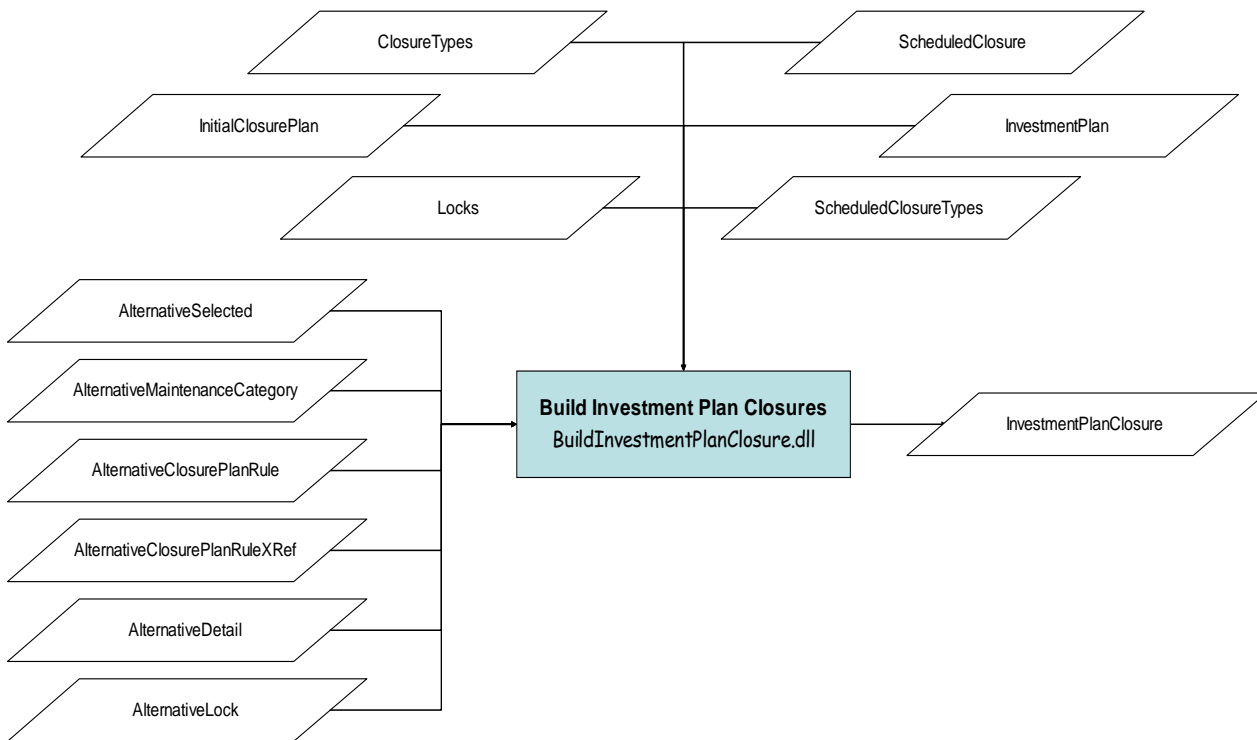 ClosureTypes
ScheduledClosure
InitialClosurePlan
InvestmentPlan
Locks
ScheduledClosureTypes
AlternativeSelected
AlternativeMaintenanceCategory
AlternativeClosurePlanRule
AlternativeClosurePlanRuleXRef
AlternativeDetail
AlternativeLock
Build Investment Plan Closures
BuildInvestmentPlanClosure.dll
InvestmentPlanClosure